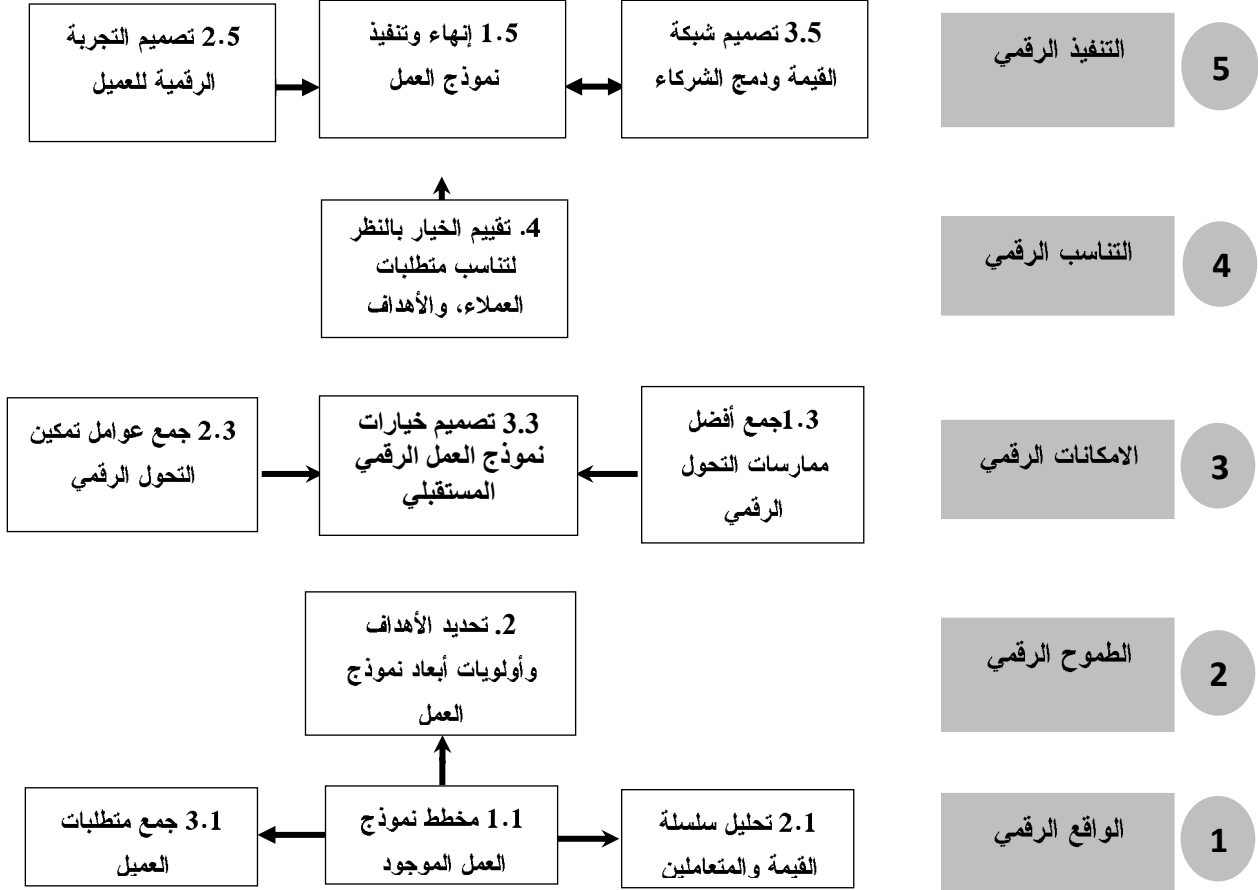 5
التنفيذ الرقمي
3.5 تصميم شبكة
القيمة ودمج الشركاء
1.5 إنهاء وتنفيذ
نموذج العمل
2.5 تصميم التجربة
الرقمية للعميل
4
التناسب الرقمي
4. تقييم الخيار بالنظر
لتناسب متطلبات
العملاء، والأهداف
3
الامكانات الرقمي
1.3جمع أفضل
ممارسات التحول
الرقمي
3.3 تصميم خيارات
نموذج العمل الرقمي
المستقبلي
2.3 جمع عوامل تمكين
التحول الرقمي
2
الطموح الرقمي
2. تحديد الأهداف
وأولويات أبعاد نموذج
العمل
1
الواقع الرقمي
2.1 تحليل سلسلة
القيمة والمتعاملين
1.1 مخطط نموذج
العمل الموجود
3.1 جمع متطلبات
العميل